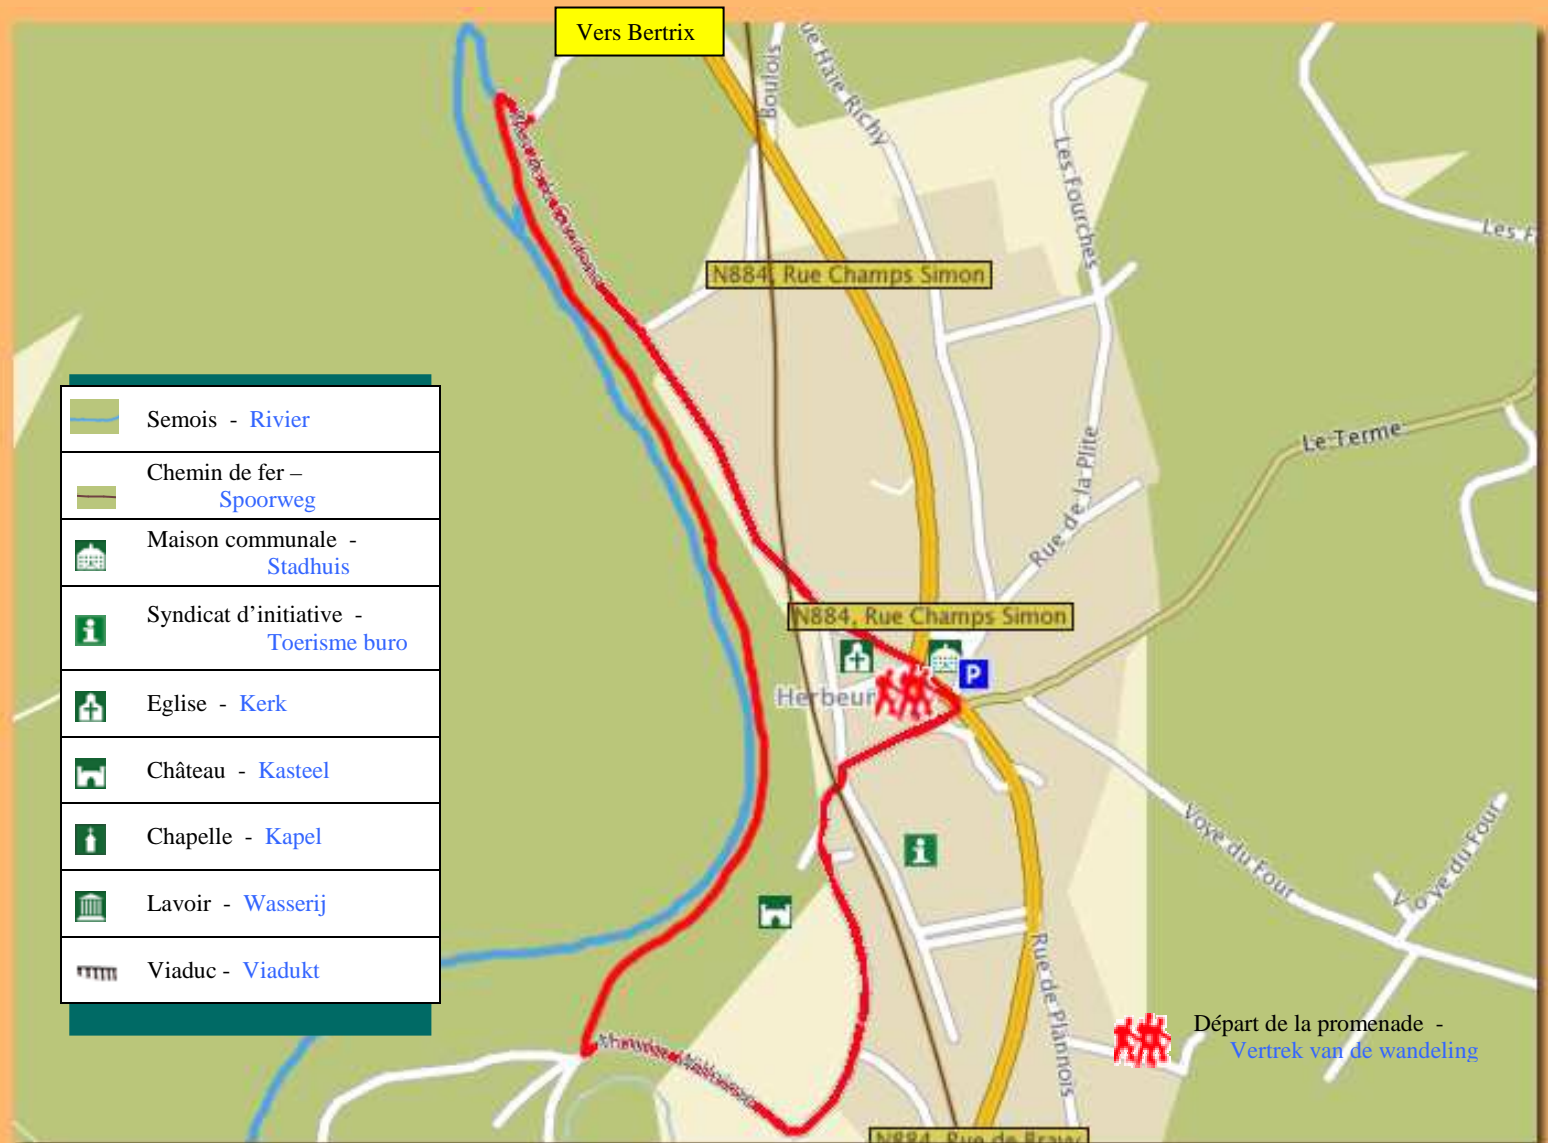 Vers Bertrix
Boulois
ue Haie Richy
Les Fourches
Les F
N884, Rue Champs Simon
Le Terme
Rue de la Plite
N884, Rue Champs Simon
P
Herbeum
Voye du Four
Voye du Four
Rue de Plannois
N884, Rue de Bravy
Semois - Rivier
Chemin de fer –
Spoorweg
Maison communale -
Stadhuis
Syndicat d’initiative -
Toerisme buro
Eglise - Kerk
Château - Kasteel
Chapelle - Kapel
Lavoir - Wasserij
Viaduc - Viadukt
Départ de la promenade -
Vertrek van de wandeling